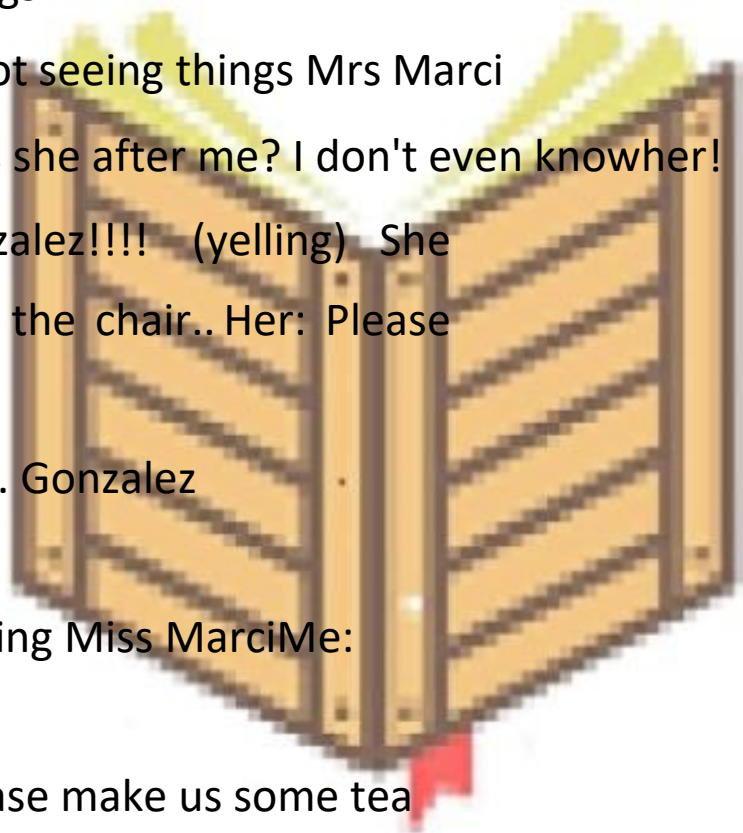 ot seeing things Mrs Marci
she after me? I don't even knowher!
zalez!!!! (yelling) She
the chair.. Her: Please
. Gonzalez
ing Miss MarciMe:
ase make us some tea